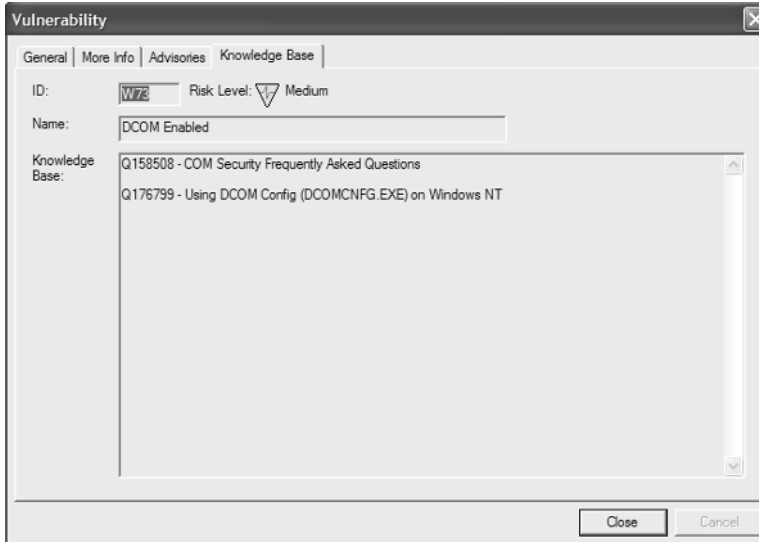 Vulnerability
General More Info Advisories Knowledge Base
ID: W73 Risk Level: Medium
Name: DCOM Enabled
Knowledge Base:
Q158508 - COM Security Frequently Asked Questions
Q176799 - Using DCOM Config (DCOMCNFG.EXE) on Windows NT
Close Cancel